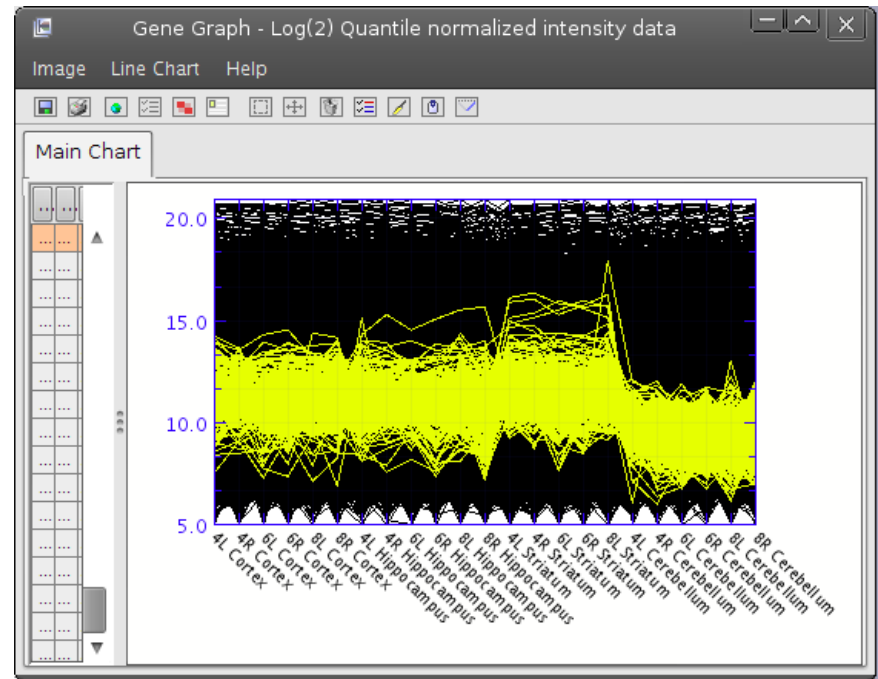 Gene Graph - Log(2) Quantile normalized intensity data
Image Line Chart Help
Main Chart
20.0
15.0
10.0
5.0
4L Cortex
4R Cortex
6L Cortex
6R Cortex
8L Cortex
8R Cortex
4L Hippocampus
4R Hippocampus
6L Hippocampus
6R Hippocampus
8L Hippocampus
8R Hippocampus
4L Striatum
4R Striatum
6L Striatum
6R Striatum
8L Striatum
4L Cerebellum
4R Cerebellum
6L Cerebellum
6R Cerebellum
8L Cerebellum
8R Cerebellum